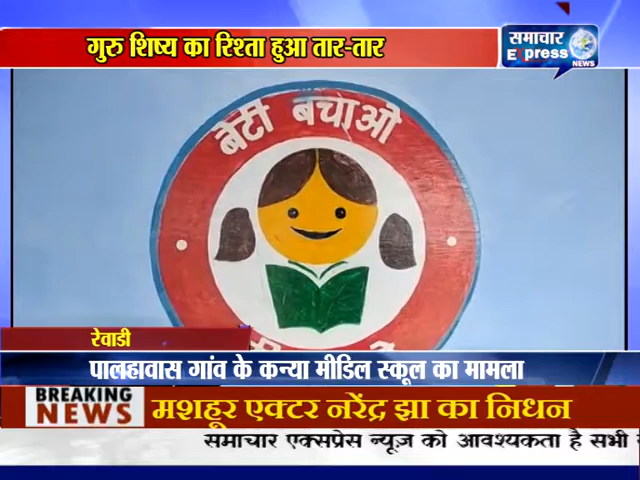 गुरु शिष्य का रिश्ता हुआ तार-तार
समाचार
Express
NEWS
बेटी बचाओ
रेवाडी
पालहावास गांव के कन्या मीडिल स्कूल का मामला
BREAKING
NEWS
मशहूर एक्टर नरेंद्र झा का निधन
समाचार एक्सप्रेस न्यूज़ को आवश्यकता है सभी